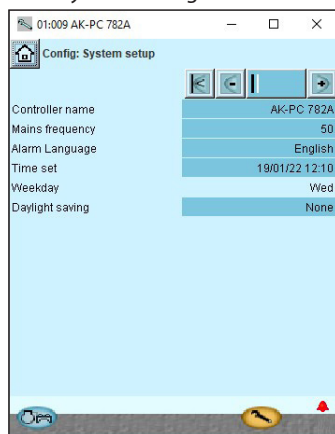 01:009 AK-PC 782A
Config: System setup
Controller name AK-PC 782A
Mains frequency 50
Alarm Language English
Time set 19/01/22 12:10
Weekday Wed
Daylight saving None